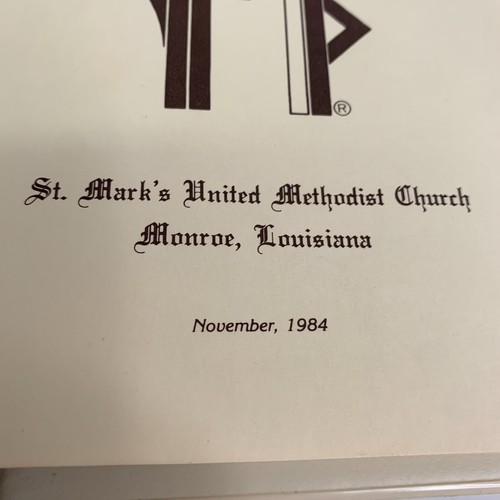 ®
St. Mark's United Methodist Church
Monroe, Louisiana
November, 1984